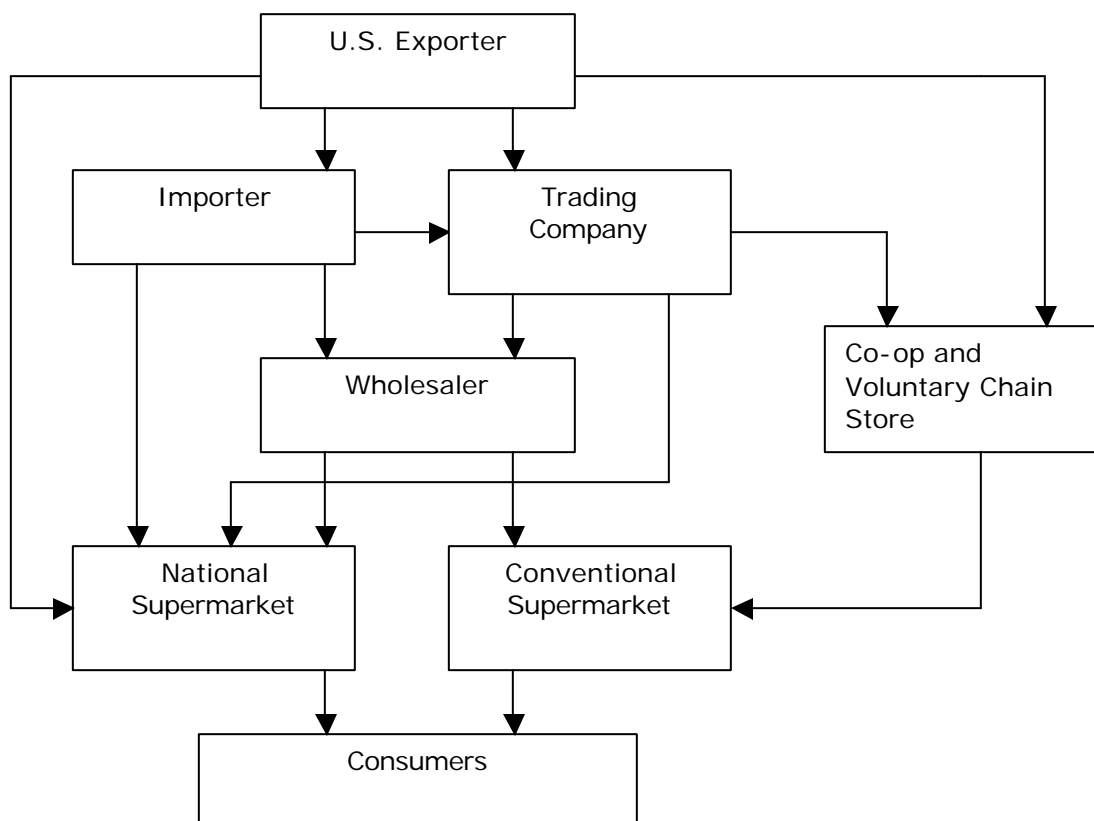 U.S. Exporter
Importer
Trading
Company
Wholesaler
Co-op and
Voluntary Chain
Store
National
Supermarket
Conventional
Supermarket
Consumers